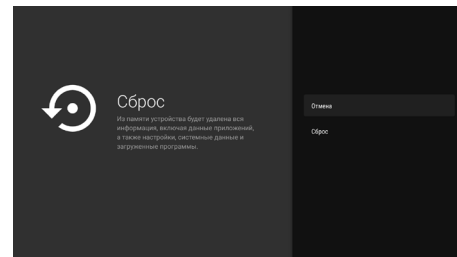 Сброс
Из памяти устройства будет удалена вся
информация, включая данные приложений,
а также настройки, системные данные и
загруженные программы.
Отмена
Сброс